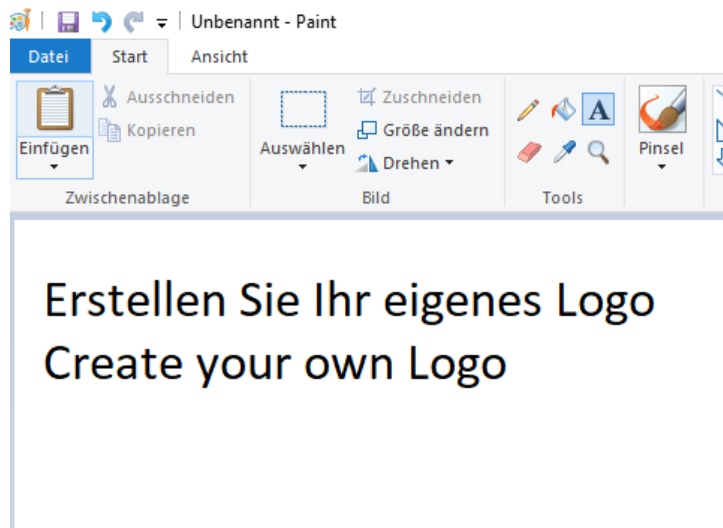 Unbenannt - Paint
Datei Start Ansicht
Einfügen
Ausschneiden
Kopieren
Zwischenablage
Auswählen
Zuschneiden
Größe ändern
Drehen
Bild
A
Tools
Pinsel
Erstellen Sie Ihr eigenes Logo
Create your own Logo